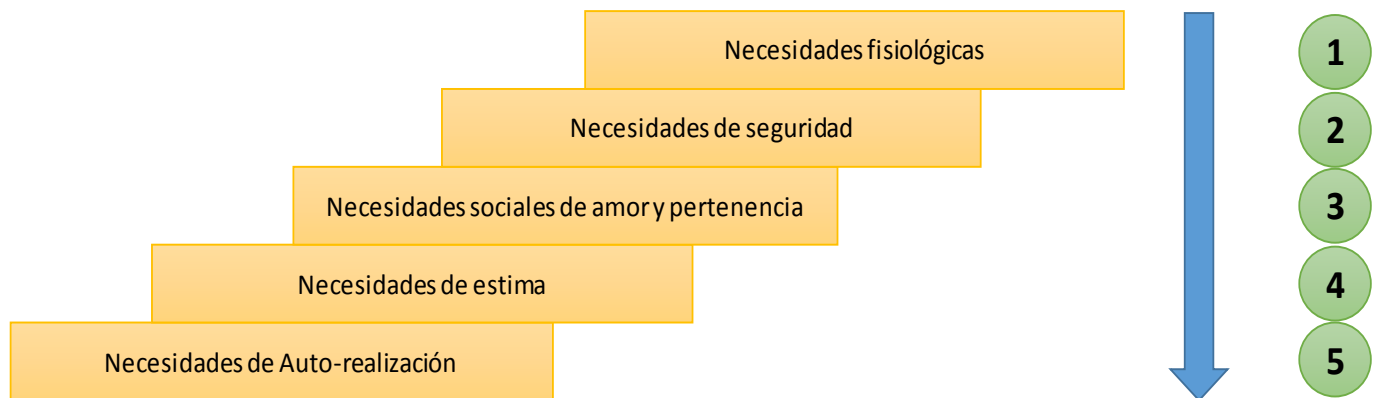 Necesidades fisiológicas
1
Necesidades de seguridad
2
Necesidades sociales de amor y pertenencia
3
Necesidades de estima
4
Necesidades de Auto-realización
5